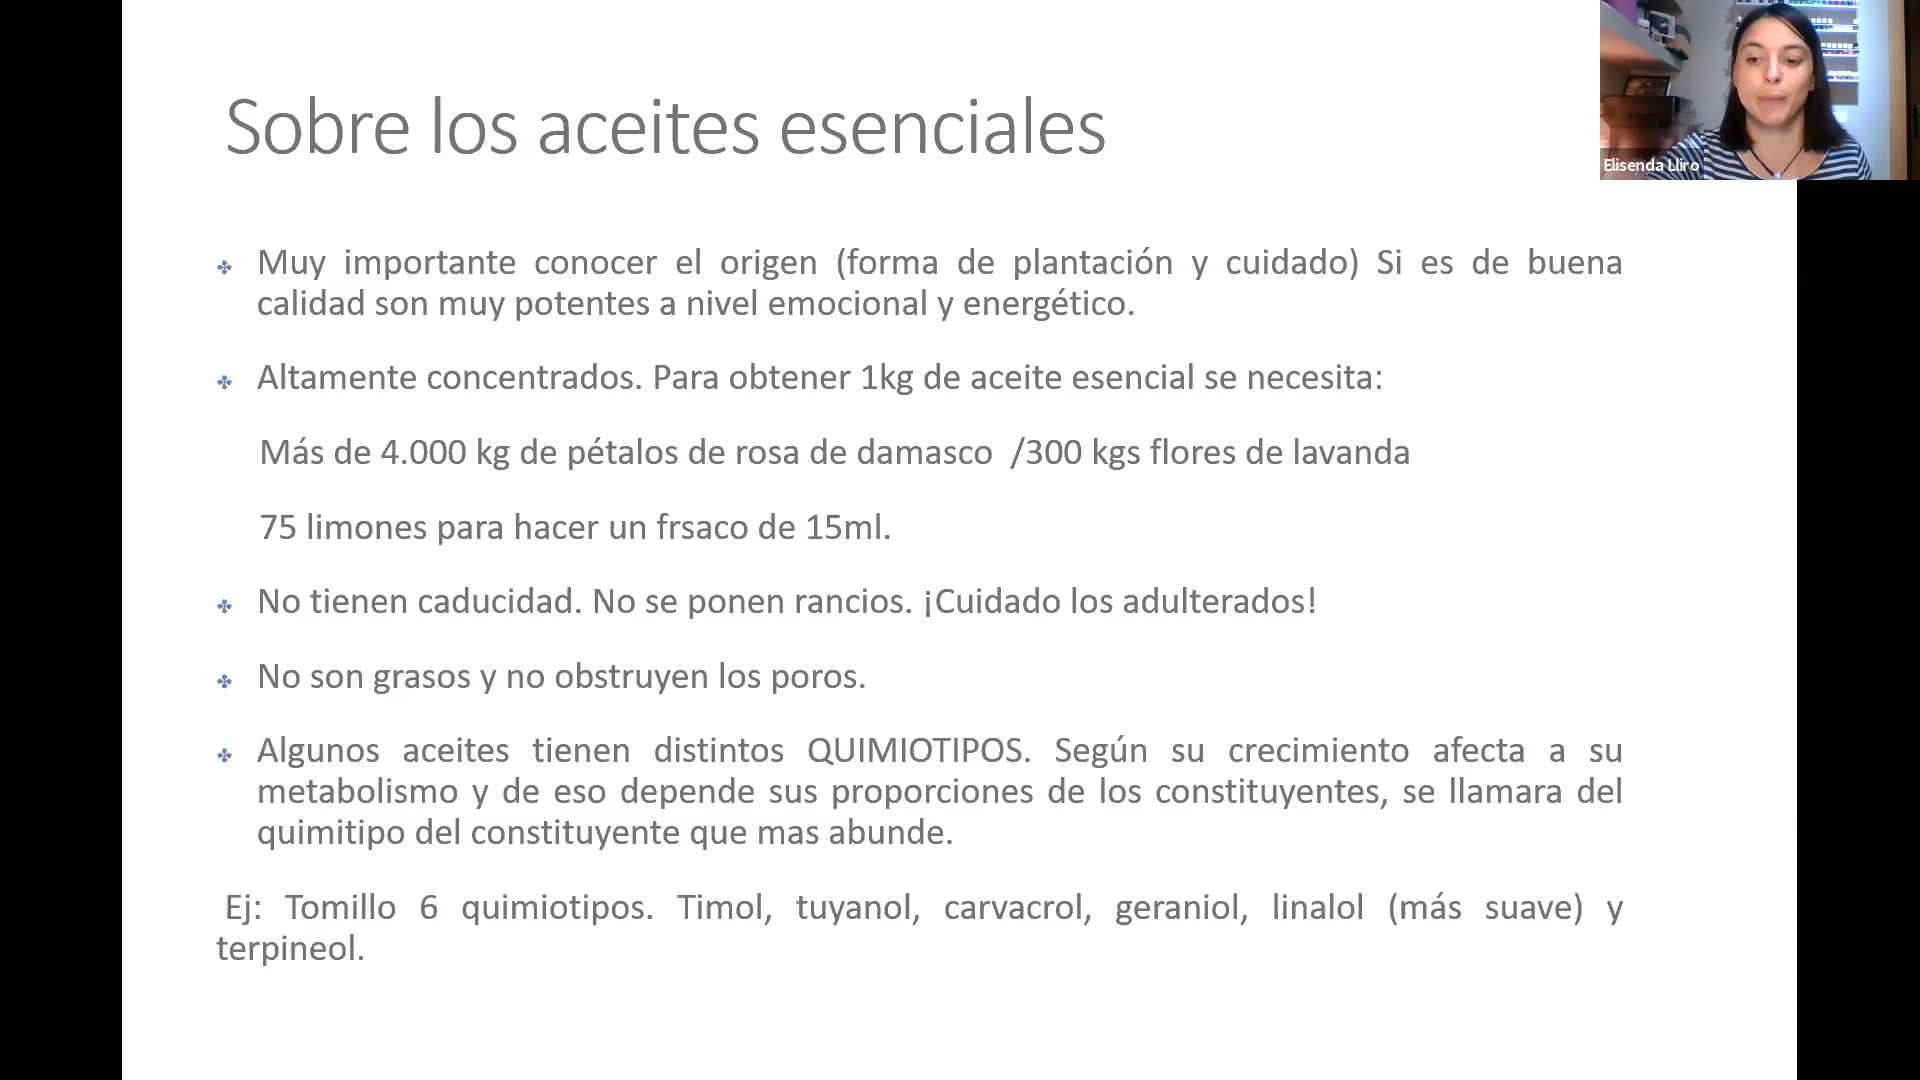 Sobre los aceites esenciales
Elisenda Lliro
Muy importante conocer el origen (forma de plantación y cuidado) Si es de buena
calidad son muy potentes a nivel emocional y energético.
Altamente concentrados. Para obtener 1kg de aceite esencial se necesita:
Más de 4.000 kg de pétalos de rosa de damasco /300 kgs flores de lavanda
75 limones para hacer un frsaco de 15ml.
No tienen caducidad. No se ponen rancios. ¡Cuidado los adulterados!
No son grasos y no obstruyen los poros.
Algunos aceites tienen distintos QUIMIOTIPOS. Según su crecimiento afecta a su
metabolismo y de eso depende sus proporciones de los constituyentes, se llamara del
quimitipo del constituyente que mas abunde.
Ej: Tomillo 6 quimiotipos. Timol, tuyanol, carvacrol, geraniol, linalol (más suave) y
terpineol.